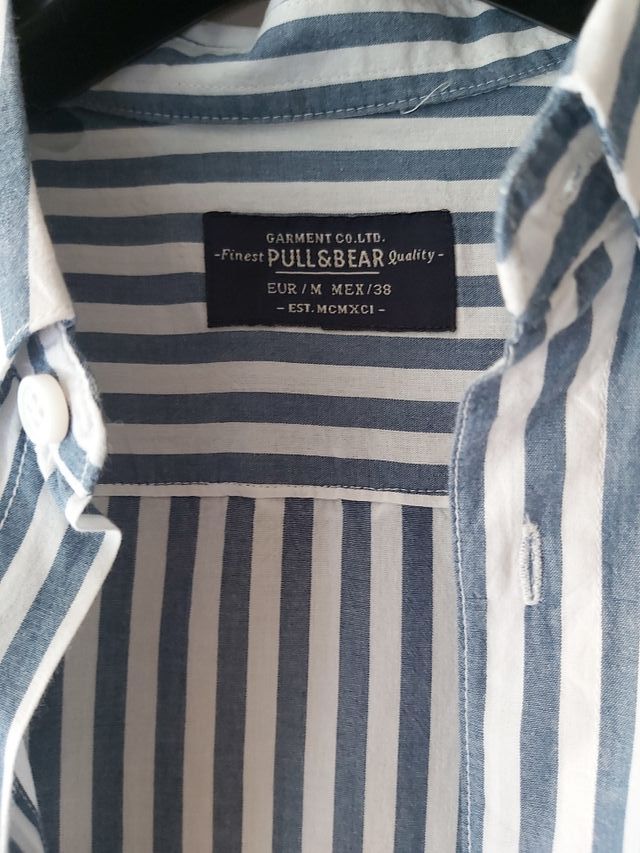 GARMENT CO.LTD.
-Finest PULL&BEAR Quality-
EUR/M MEX/38
- EST. MCMXCI -